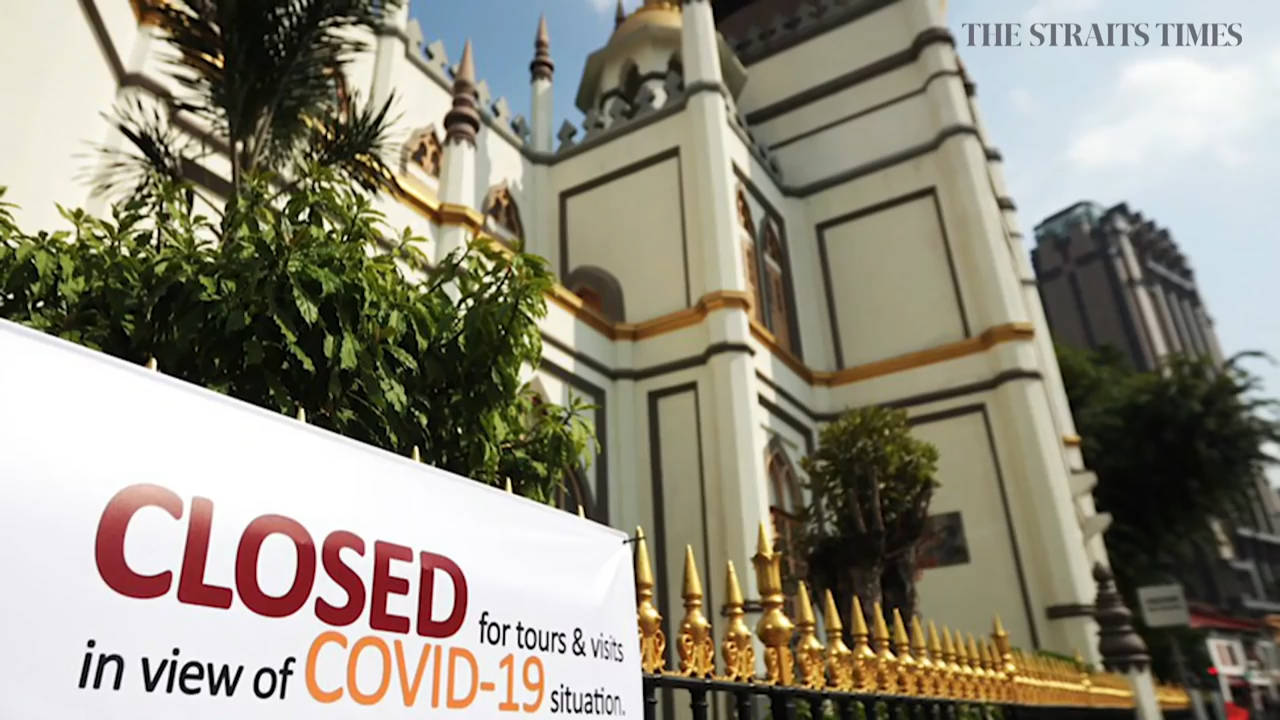 THE STRAITS TIMES
CLOSED for tours & visits
in view of COVID-19 situation.